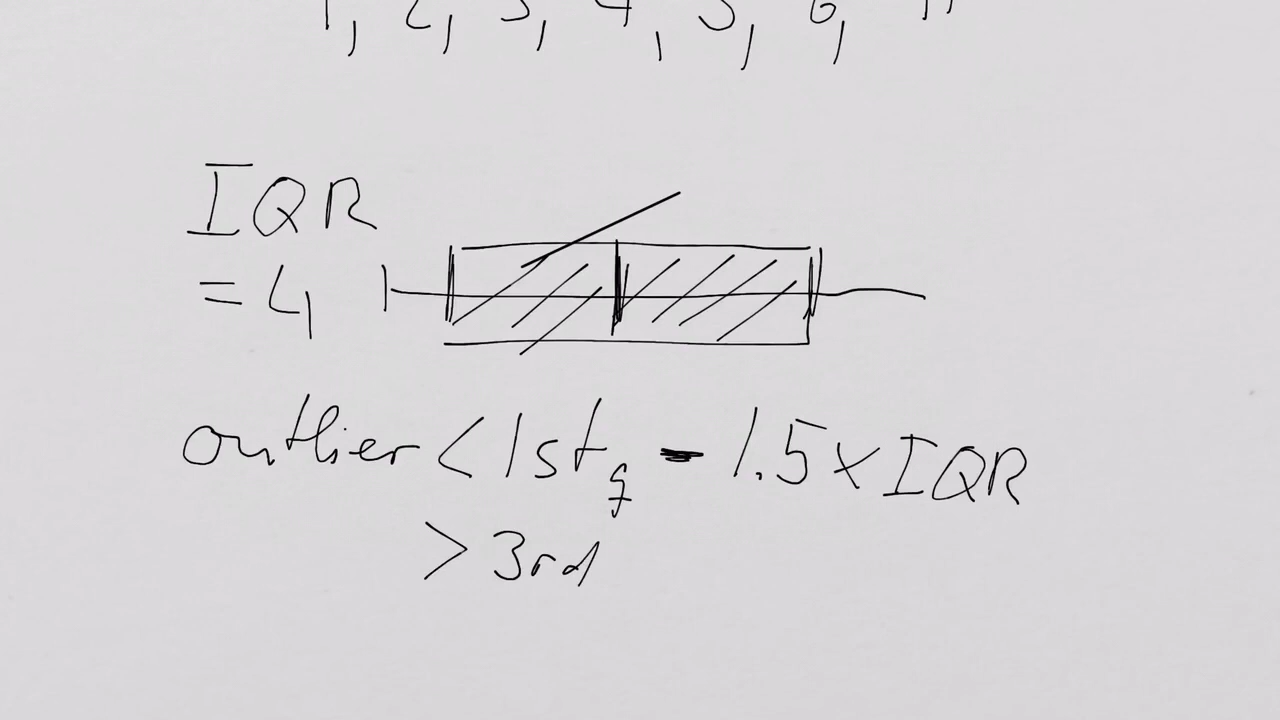 1, 2, 3, 4, 5, 6,
IQR
= 4
outlier < 1st q - 1.5 x IQR
> 3rd